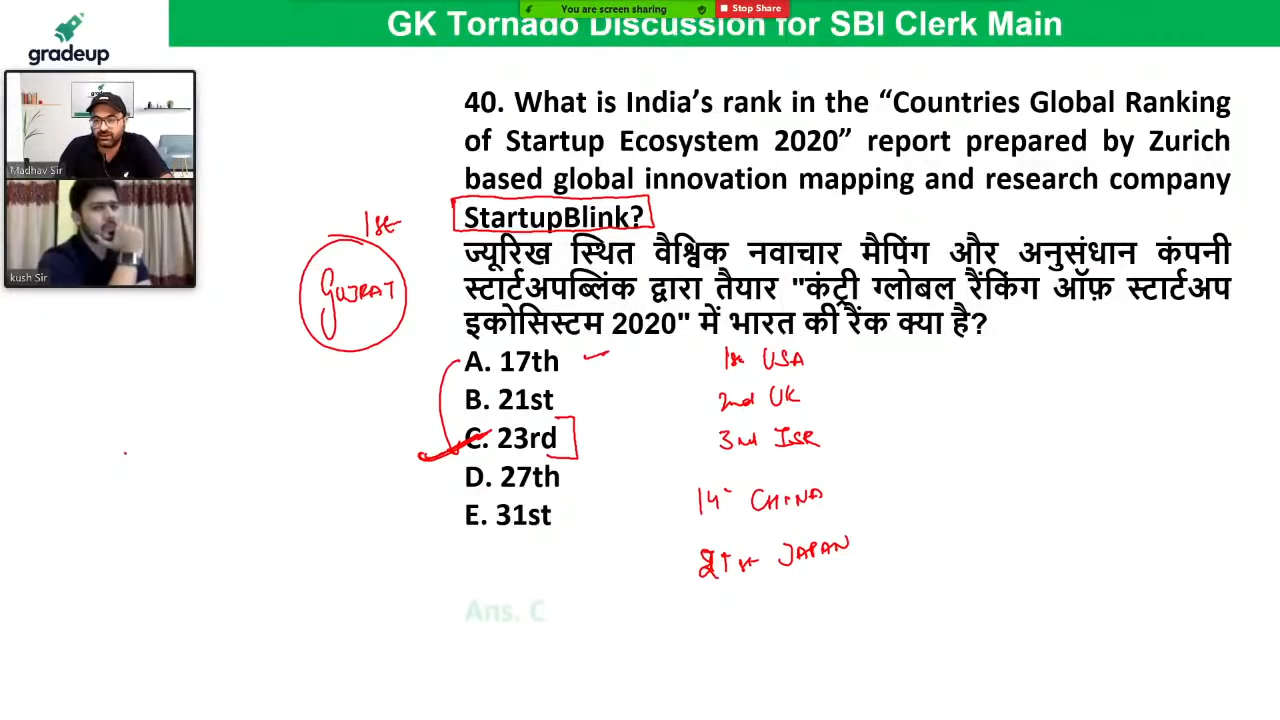 You are screen sharing
Stop Share
GK Tornado Discussion for SBI Clerk Main
gradeup
Madhav Sir
kush Sir
40. What is India’s rank in the “Countries Global Ranking
of Startup Ecosystem 2020” report prepared by Zurich
based global innovation mapping and research company
StartupBlink?
ज्यूरिख स्थित वैश्विक नवाचार मैपिंग और अनुसंधान कंपनी
स्टार्टअपब्लिंक द्वारा तैयार "कंट्री ग्लोबल रैंकिंग ऑफ़ स्टार्टअप
इकोसिस्टम 2020" में भारत की रैंक क्या है?
1st
GUJRAT
A. 17th
B. 21st
C. 23rd
D. 27th
E. 31st
1st USA
2nd UK
3rd ISR
14 CHINA
21st JAPAN
Ans. C